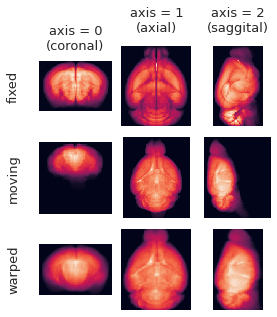 axis = 0
(coronal)
axis = 1
(axial)
axis = 2
(saggital)
fixed
moving
warped